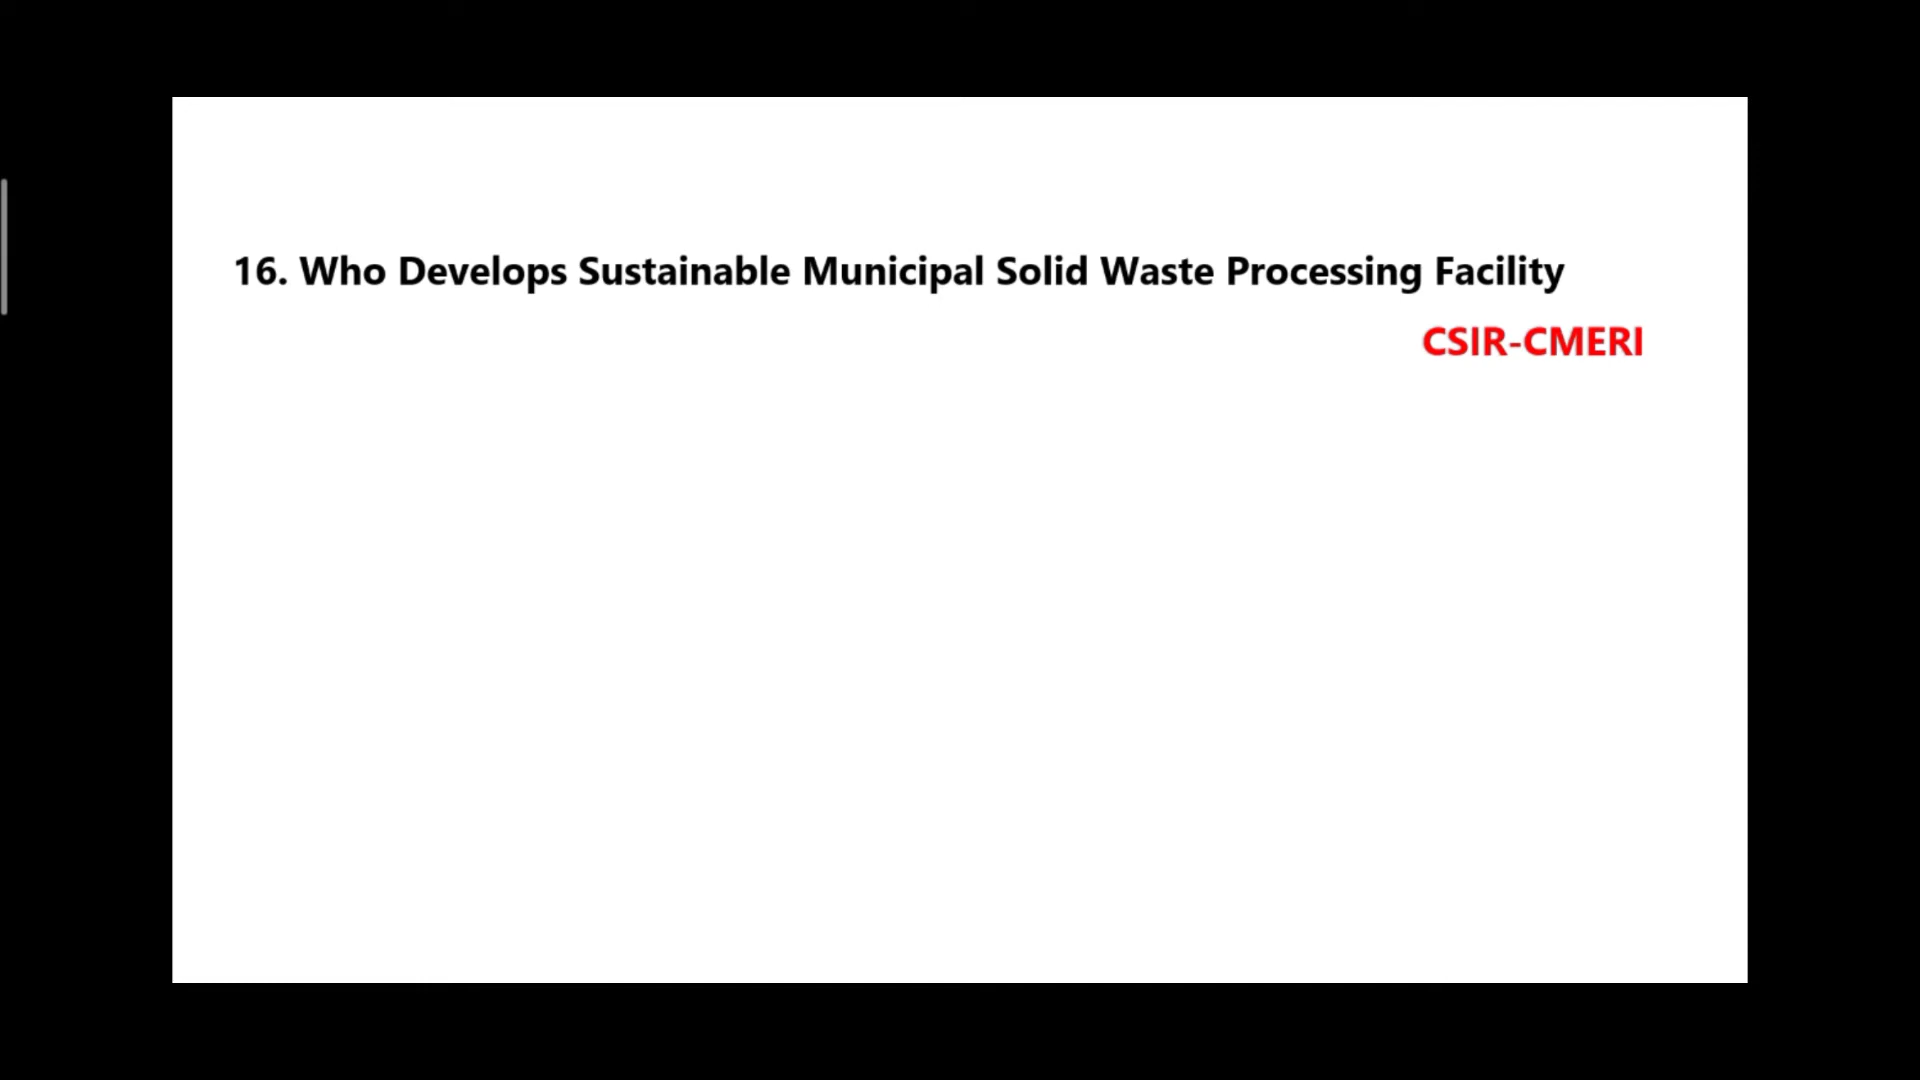 16. Who Develops Sustainable Municipal Solid Waste Processing Facility
CSIR-CMERI